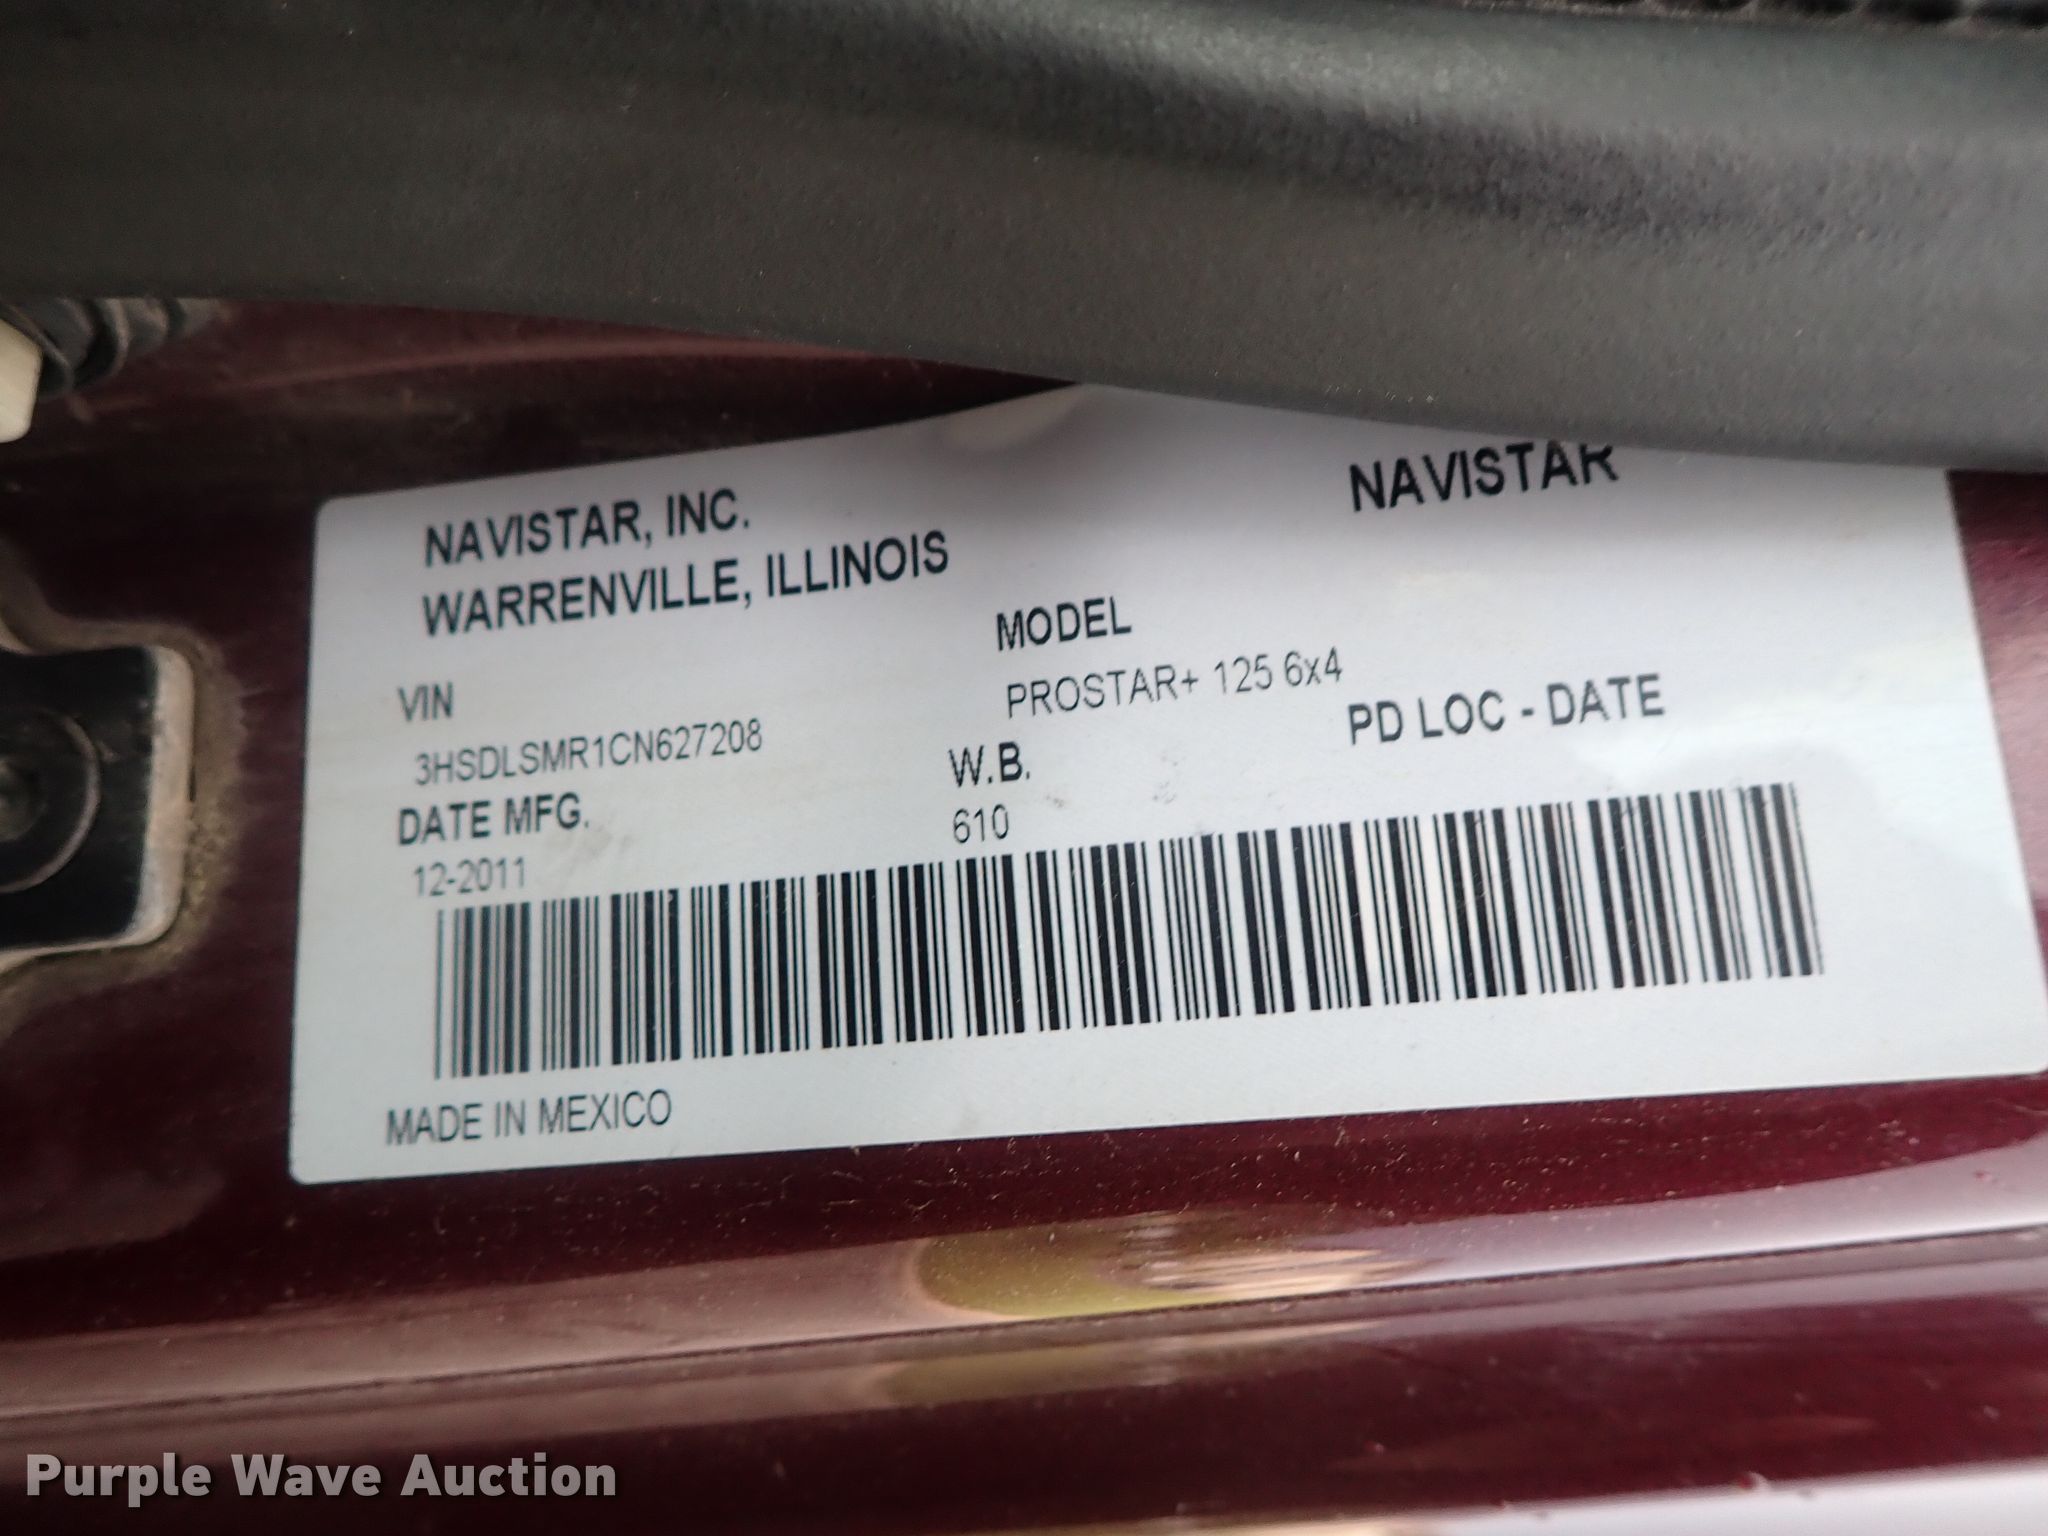 NAVISTAR, INC.
WARRENVILLE, ILLINOIS
NAVISTAR
VIN
3HSDLSMR1CN627208
MODEL
PROSTAR+ 125 6x4
DATE MFG.
12-2011
W.B.
610
PD LOC - DATE
MADE IN MEXICO
Purple Wave Auction